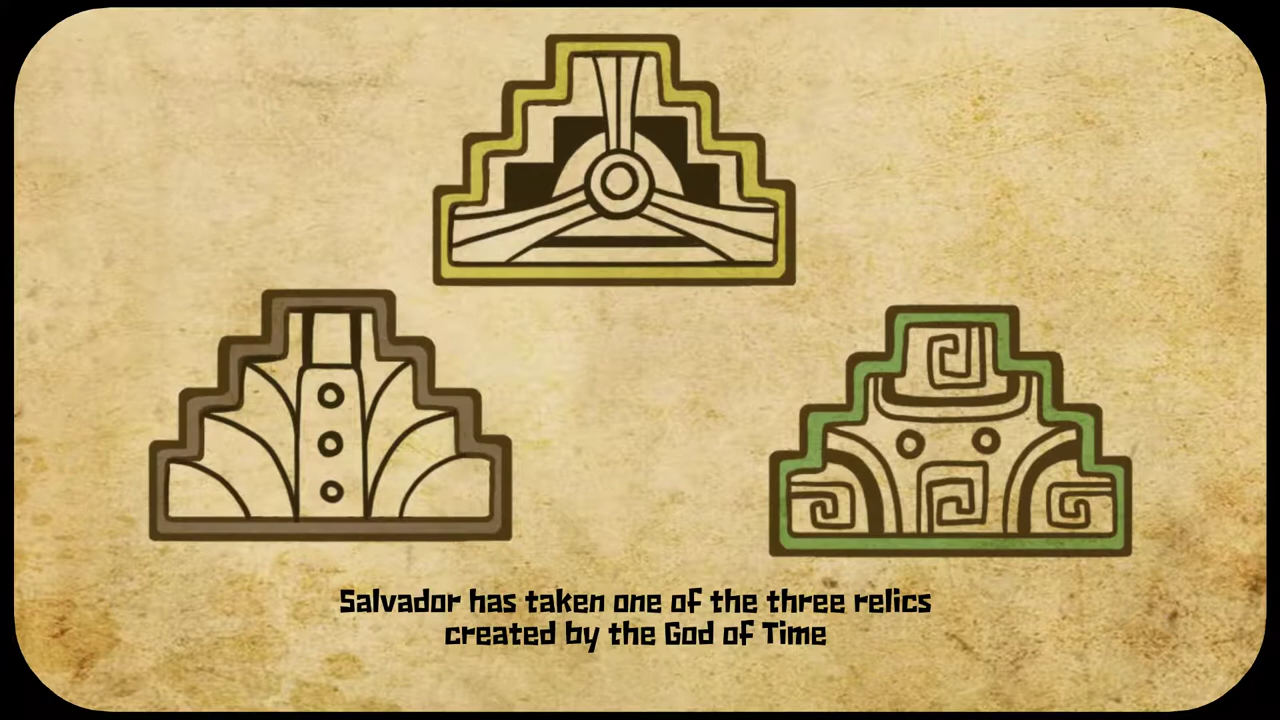 Salvador has taken one of the three relics
created by the God of Time